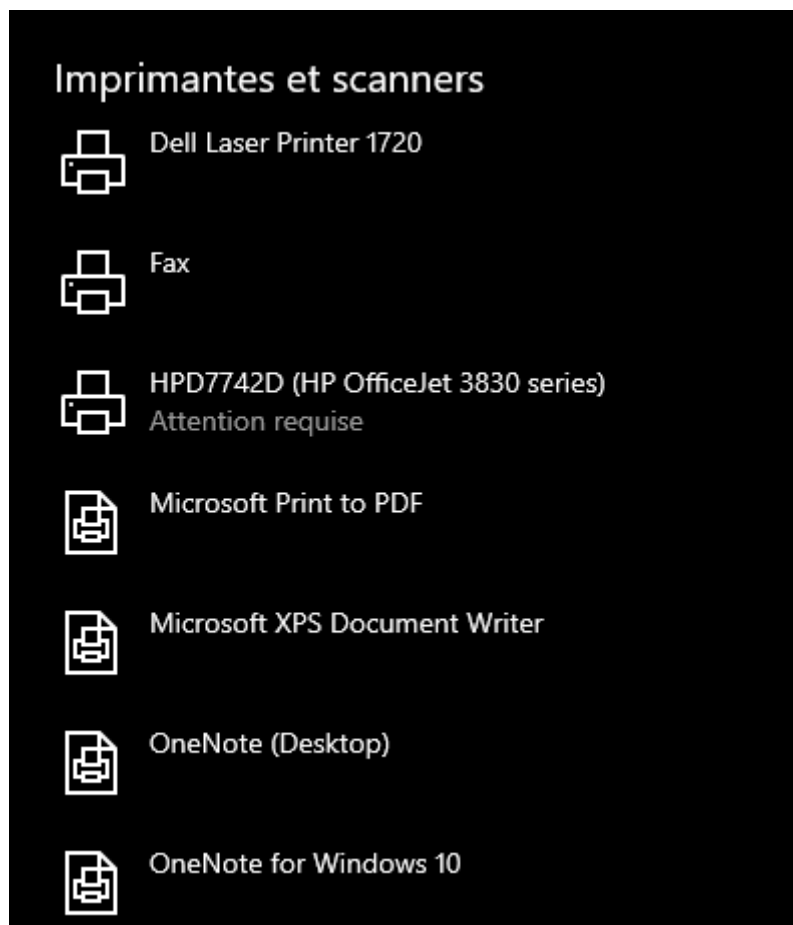 Imprimantes et scanners
Dell Laser Printer 1720
Fax
HPD7742D (HP OfficeJet 3830 series)
Attention requise
Microsoft Print to PDF
Microsoft XPS Document Writer
OneNote (Desktop)
OneNote for Windows 10